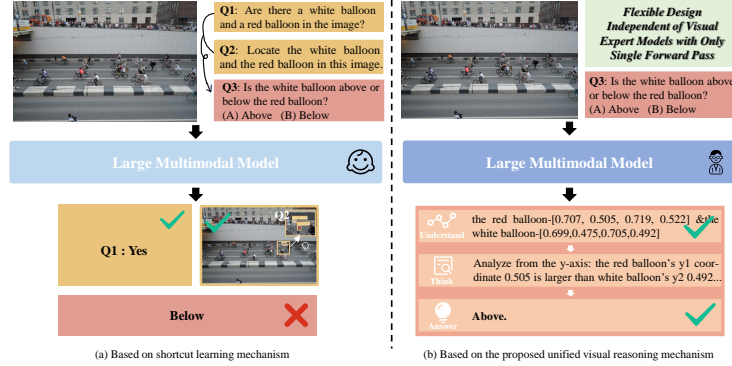 Q1: Are there a white balloon
and a red balloon in the image?
Q2: Locate the white balloon
and the red balloon in this image.
Q3: Is the white balloon above or
below the red balloon?
(A) Above (B) Below
Large Multimodal Model
Q1 : Yes
Q2
Below
(a) Based on shortcut learning mechanism
Flexible Design
Independent of Visual
Expert Models with Only
Single Forward Pass
Q3: Is the white balloon above
or below the red balloon?
(A) Above (B) Below
Large Multimodal Model
Understand
the red balloon-[0.707, 0.505, 0.719, 0.522] &the
white balloon-[0.699,0.475,0.705,0.492]
Think
Analyze from the y-axis: the red balloon's y1 coor-
dinate 0.505 is larger than white balloon's y2 0.492...
Answer
Above.
(b) Based on the proposed unified visual reasoning mechanism